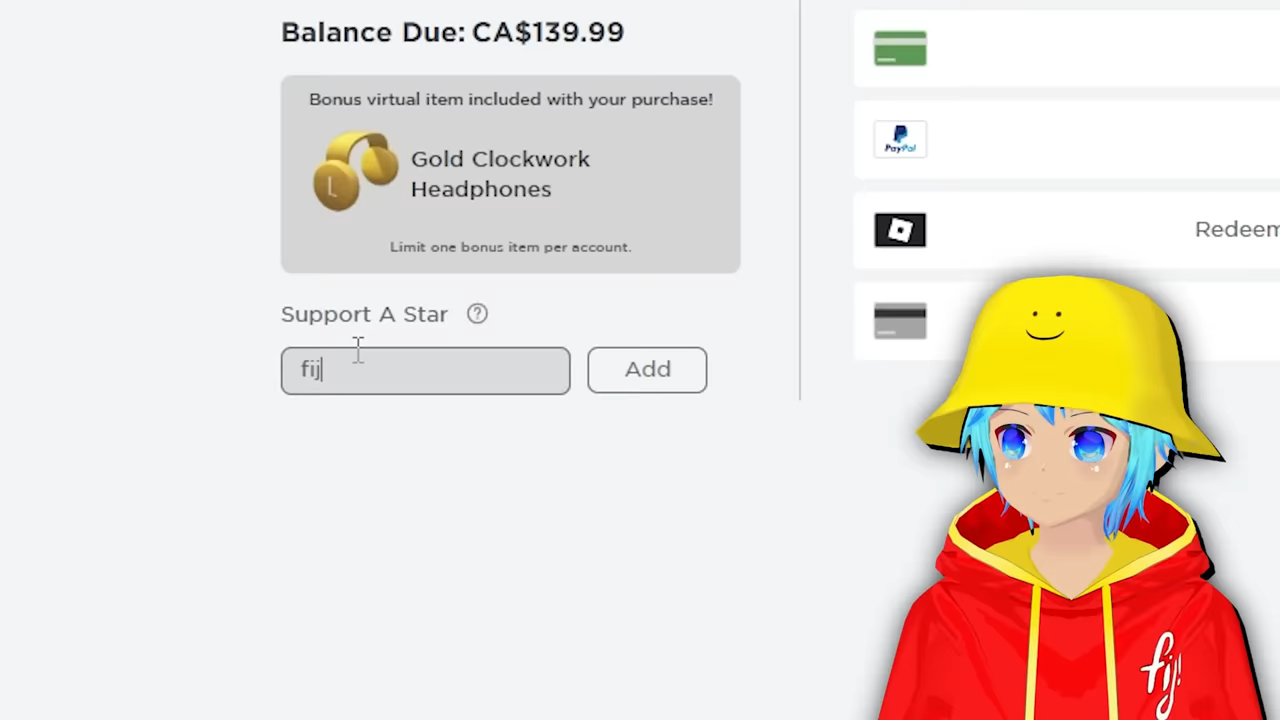 Balance Due: CA$139.99
Bonus virtual item included with your purchase!
L
Gold Clockwork
Headphones
Limit one bonus item per account.
Support A Star ?
fij
Add
PayPal
Redeem
fiji